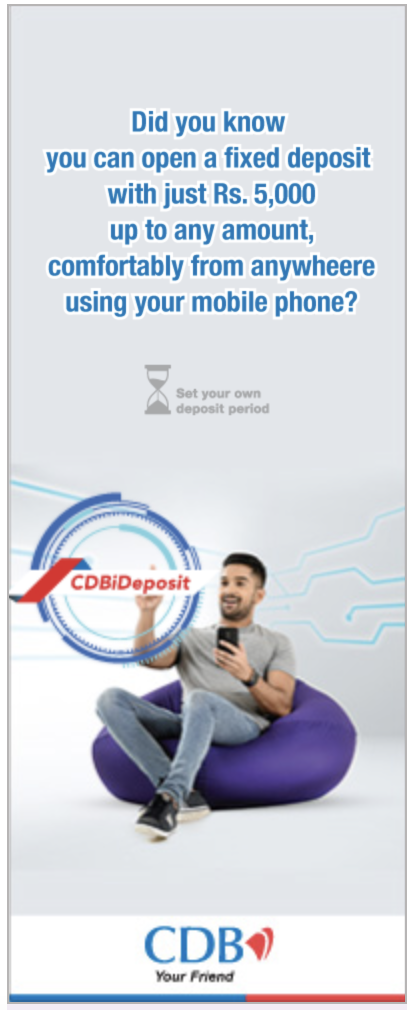 Did you know
you can open a fixed deposit
with just Rs. 5,000
up to any amount,
comfortably from anywheere
using your mobile phone?
Set your own
deposit period
CDBiDeposit
CDB
Your Friend